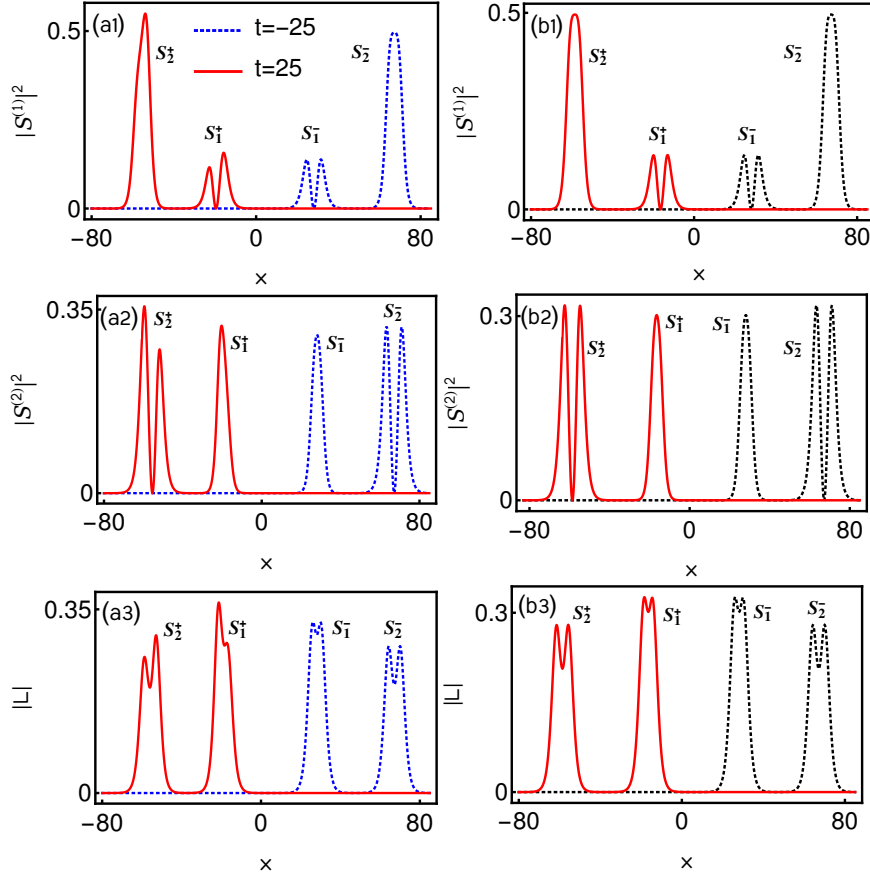 (a1)
t=−25
t=25
S₂⁺
S₁⁺
S₁⁻
S₂⁻
|S⁽¹⁾|²
0.5
0
−80
0
80
x
(b1)
S₂⁺
S₁⁺
S₁⁻
S₂⁻
|S⁽¹⁾|²
0.5
0
−80
0
80
x
(a2)
S₂⁺
S₁⁺
S₁⁻
S₂⁻
|S⁽²⁾|²
0.35
0
−80
0
80
x
(b2)
S₂⁺
S₁⁺
S₁⁻
S₂⁻
|S⁽²⁾|²
0.3
0
−80
0
80
x
(a3)
S₂⁺
S₁⁺
S₁⁻
S₂⁻
|L|
0.35
0
−80
0
80
x
(b3)
S₂⁺
S₁⁺
S₁⁻
S₂⁻
|L|
0.3
0
−80
0
80
x